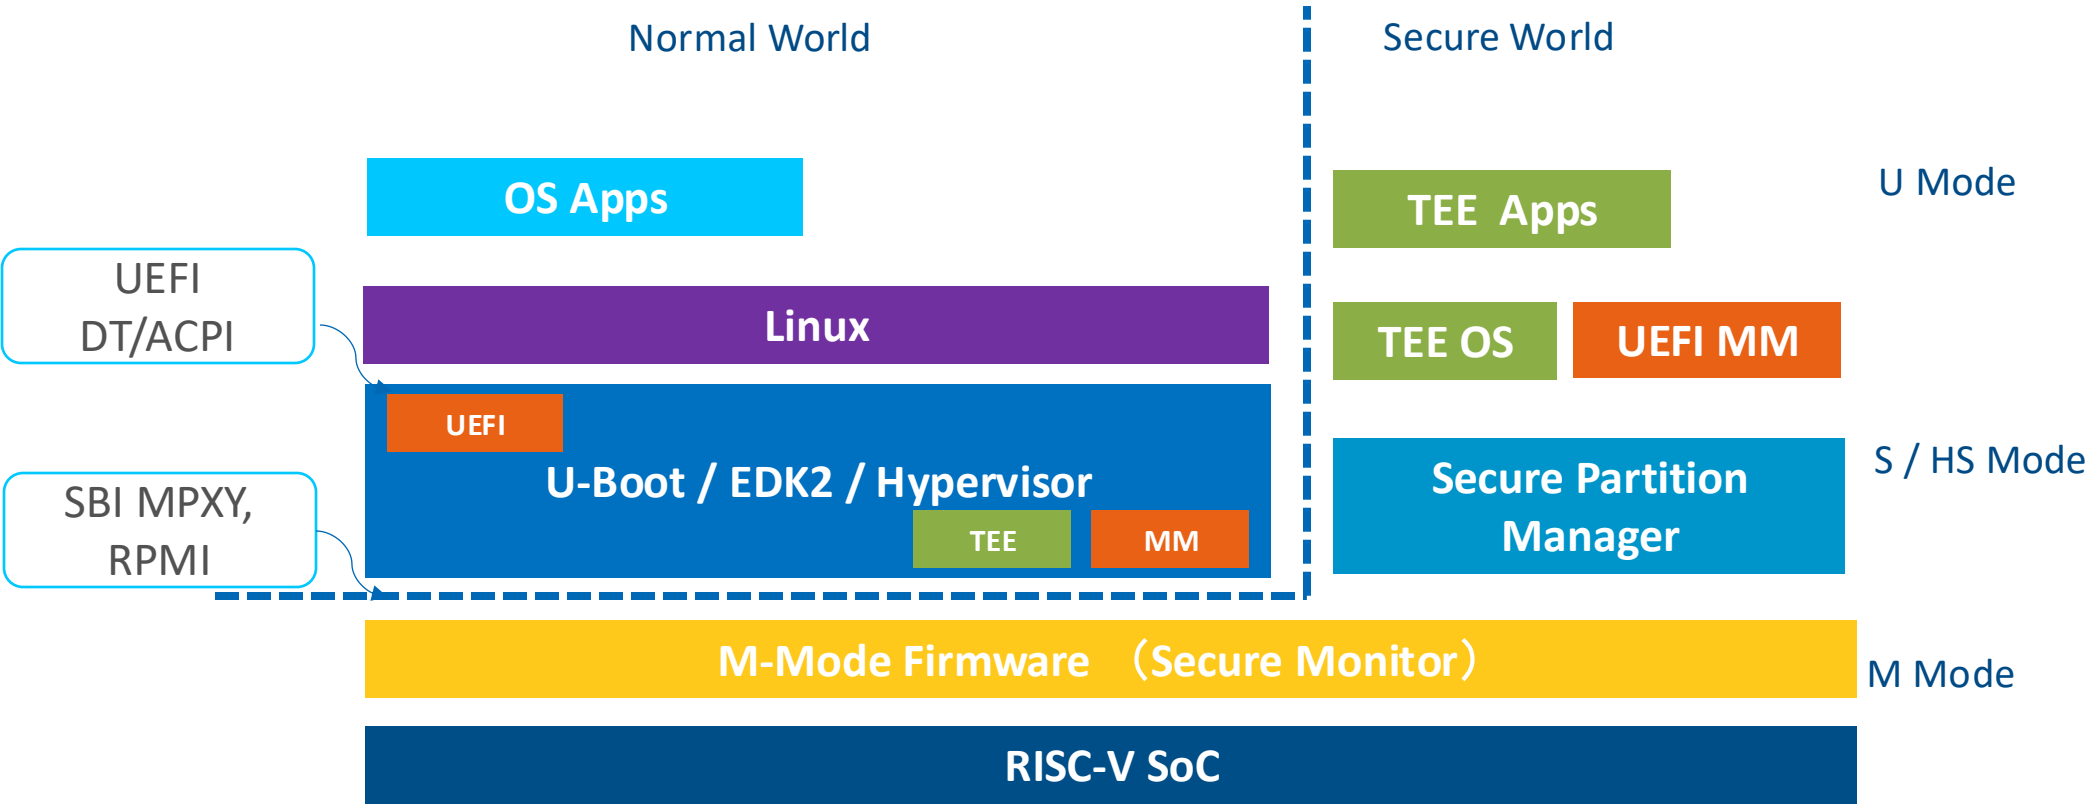 Normal World
Secure World
OS Apps
TEE Apps
U Mode
UEFI
DT/ACPI
Linux
TEE OS
UEFI MM
UEFI
U-Boot / EDK2 / Hypervisor
TEE
MM
Secure Partition
Manager
S / HS Mode
SBI MPXY,
RPMI
M-Mode Firmware （Secure Monitor）
M Mode
RISC-V SoC